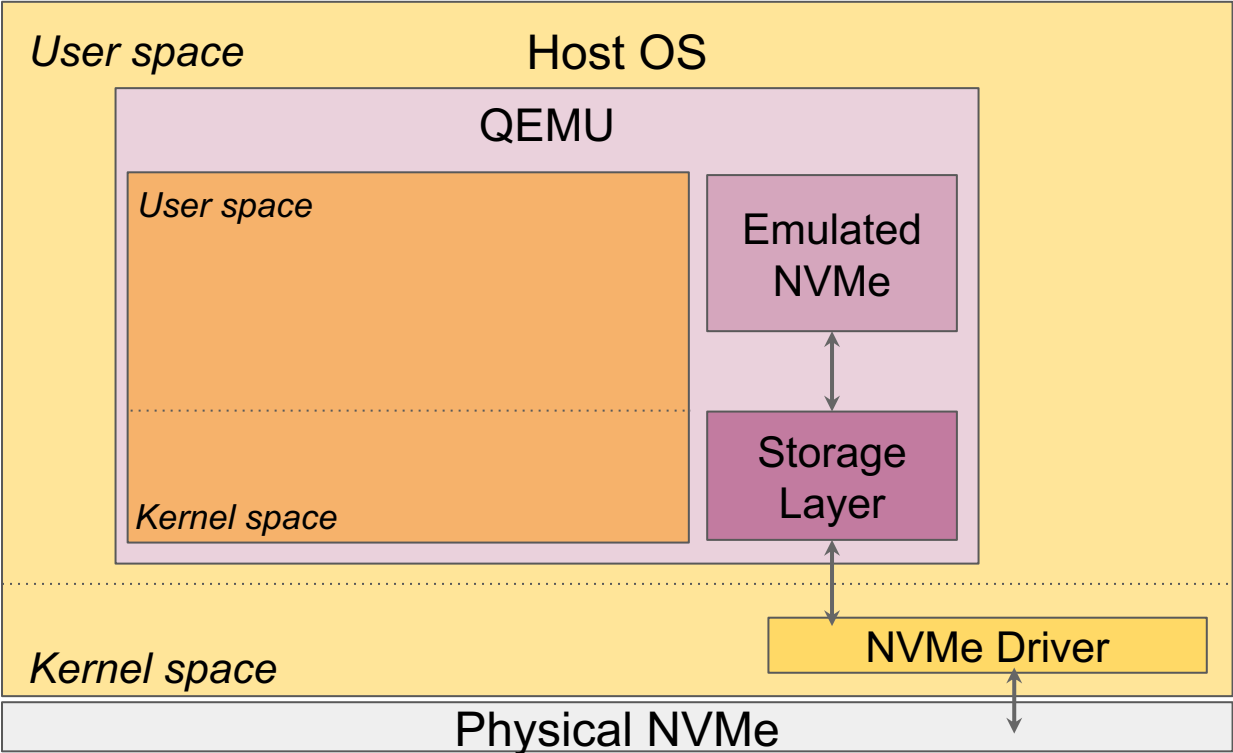 User space
Host OS
QEMU
User space
Emulated
NVMe
Storage
Layer
Kernel space
NVMe Driver
Kernel space
Physical NVMe